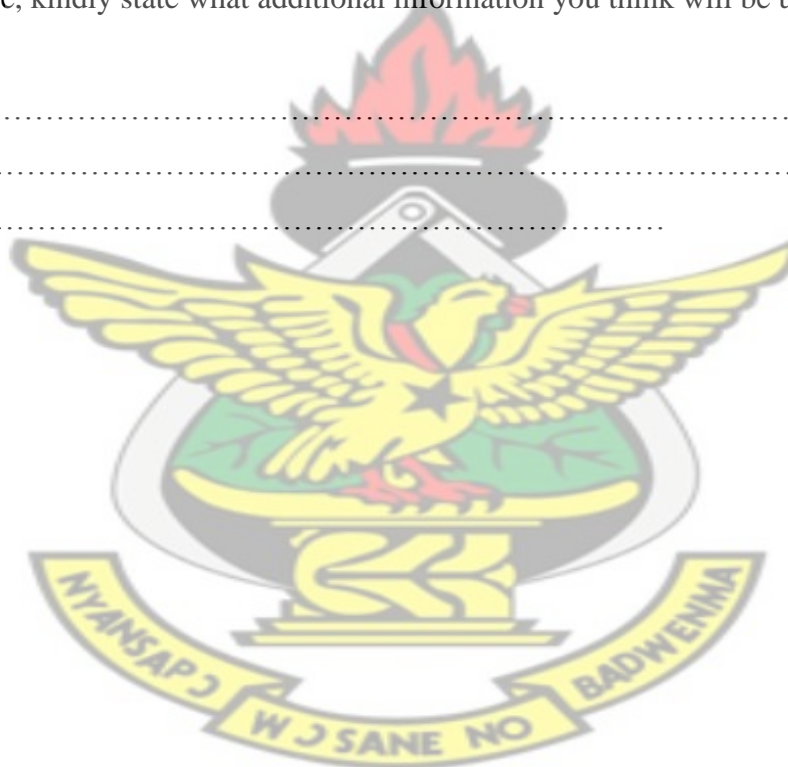 , kindly state what additional information you think will be
………………………………………………………………………
………………………………………………………………………
……………………………………………………………
NYANSAPƆ
WƆSANE NO
BADWENMA